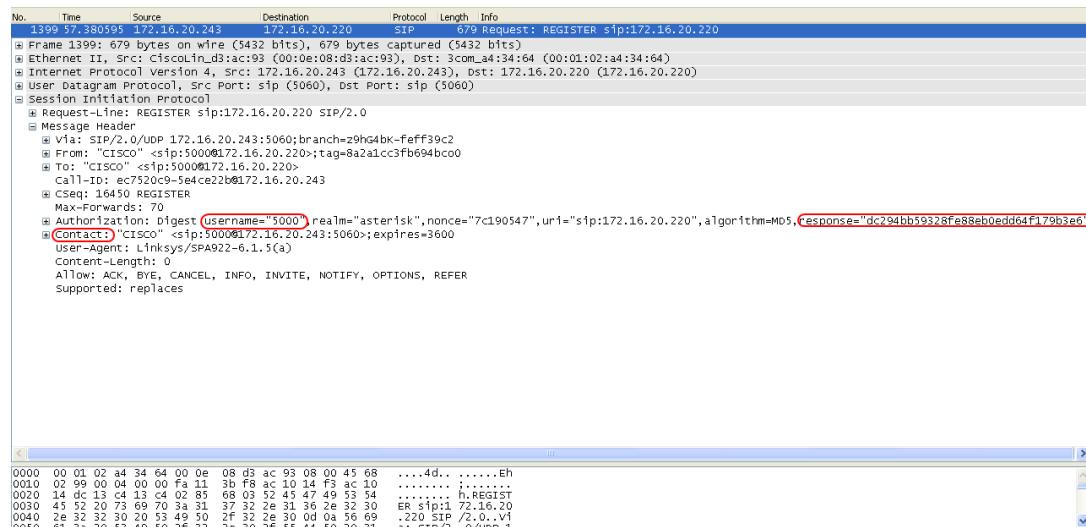 No. Time Source Destination Protocol Length Info
1399 57.380595 172.16.20.243 172.16.20.220 SIP 679 Request: REGISTER sip:172.16.20.220
Frame 1399: 679 bytes on wire (5432 bits), 679 bytes captured (5432 bits)
Ethernet II, Src: CiscoLin_d3:ac:93 (00:0e:08:d3:ac:93), Dst: 3com_a4:34:64 (00:01:02:a4:34:64)
Internet Protocol Version 4, Src: 172.16.20.243 (172.16.20.243), Dst: 172.16.20.220 (172.16.20.220)
User Datagram Protocol, Src Port: sip (5060), Dst Port: sip (5060)
Session Initiation Protocol
Request-Line: REGISTER sip:172.16.20.220 SIP/2.0
Message Header
Via: SIP/2.0/UDP 172.16.20.243:5060;branch=z9hG4bK-feff39c2
From: "CISCO" <sip:5000@172.16.20.220>;tag=8a2a1cc3fb694bco0
To: "CISCO" <sip:5000@172.16.20.220>
Call-ID: ec7520c9-5e4ce22b@172.16.20.243
CSeq: 16450 REGISTER
Max-Forwards: 70
Authorization: Digest username="5000",realm="asterisk",nonce="7c190547",uri="sip:172.16.20.220",algorithm=MD5,response="dc294bb59328fe88eb0edd64f179b3e6"
Contact: "CISCO" <sip:5000@172.16.20.243:5060>;expires=3600
User-Agent: Linksys/SPA922-6.1.5(a)
Content-Length: 0
Allow: ACK, BYE, CANCEL, INFO, INVITE, NOTIFY, OPTIONS, REFER
Supported: replaces
0000 00 01 02 a4 34 64 00 0e 08 d3 ac 93 08 00 45 68 ....4d.. ......Eh
0010 02 99 00 04 00 00 fa 11 3b f8 ac 10 14 f3 ac 10 ........ ;.......
0020 14 dc 13 c4 13 c4 02 85 68 03 52 45 47 49 53 54 ........ h.REGIST
0030 45 52 20 73 69 70 3a 31 37 32 2e 31 36 2e 32 30 ER sip:1 72.16.20
0040 2e 32 32 30 20 53 49 50 2f 32 2e 30 0d 0a 56 69 .220 SIP /2.0..Vi